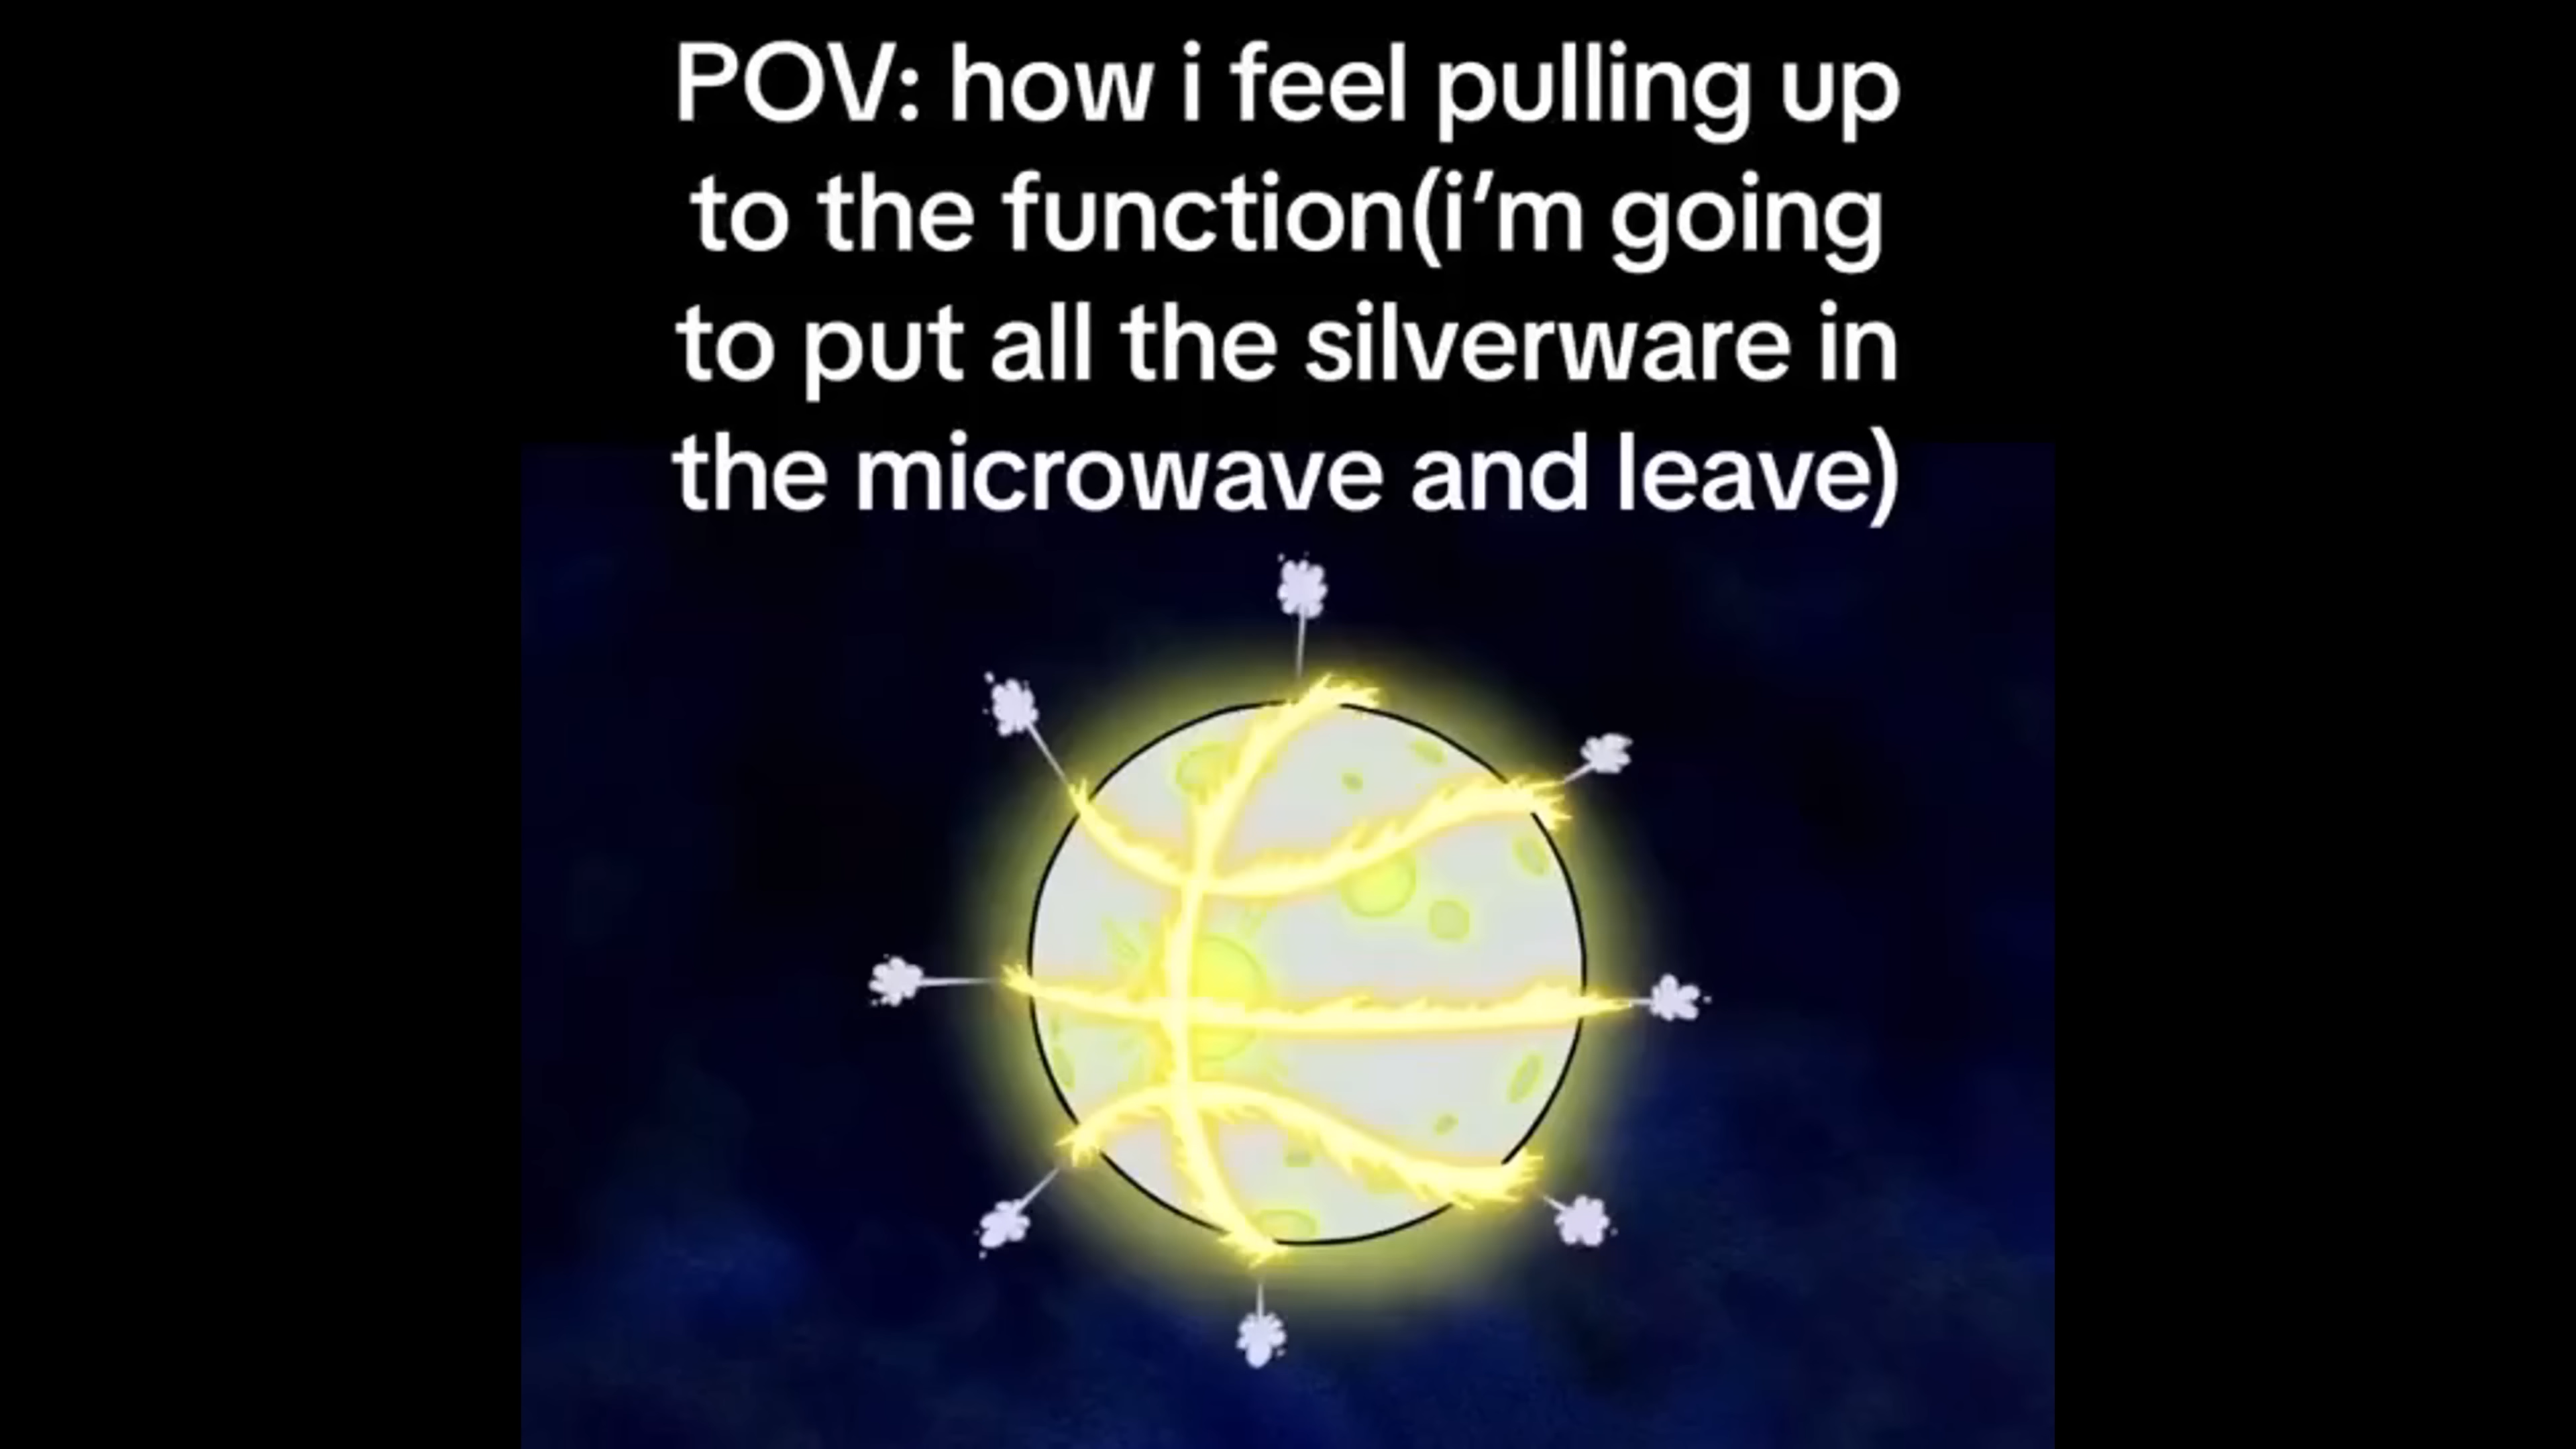 POV: how i feel pulling up
to the function(i’m going
to put all the silverware in
the microwave and leave)